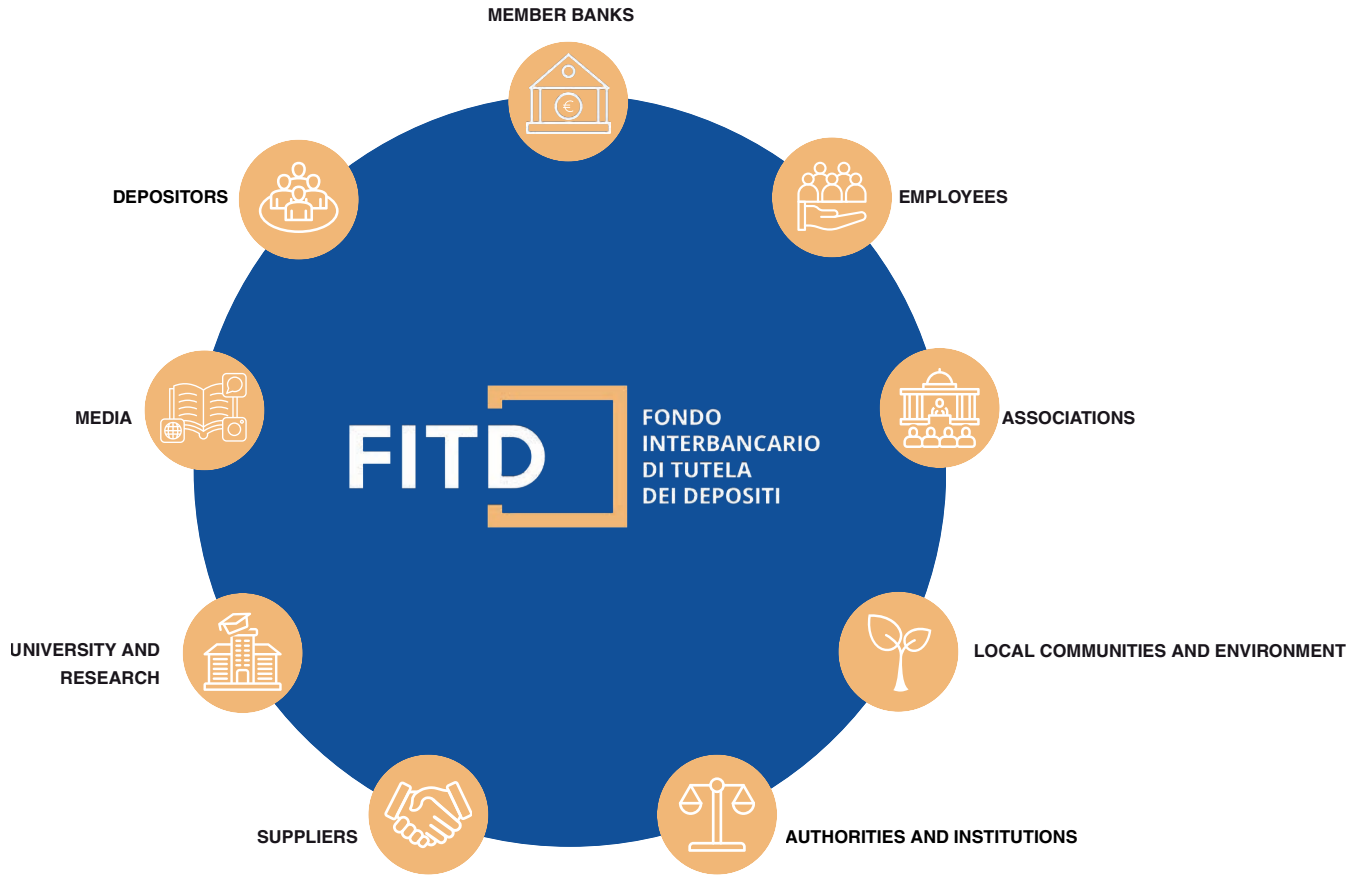 MEMBER BANKS
DEPOSITORS
EMPLOYEES
MEDIA
FITD
FONDO
INTERBANCARIO
DI TUTELA
DEI DEPOSITI
ASSOCIATIONS
UNIVERSITY AND
RESEARCH
LOCAL COMMUNITIES AND ENVIRONMENT
SUPPLIERS
AUTHORITIES AND INSTITUTIONS
€